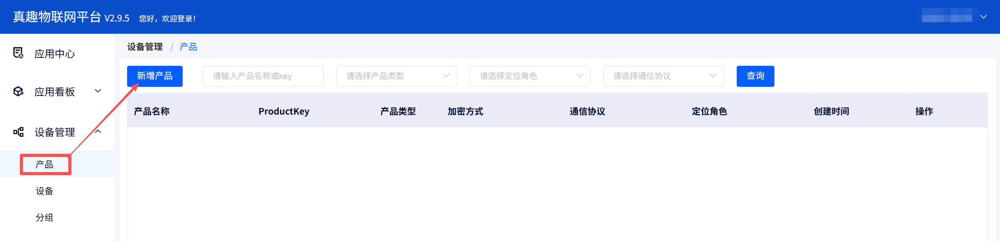 真趣物联网平台 V2.9.5 您好，欢迎登录！
应用中心
应用看板
设备管理
产品
设备
分组
设备管理 / 产品
新增产品 请输入产品名称或key 请选择产品类型 请选择定位角色 请选择通信协议 查询
产品名称 ProductKey 产品类型 加密方式 通信协议 定位角色 创建时间 操作